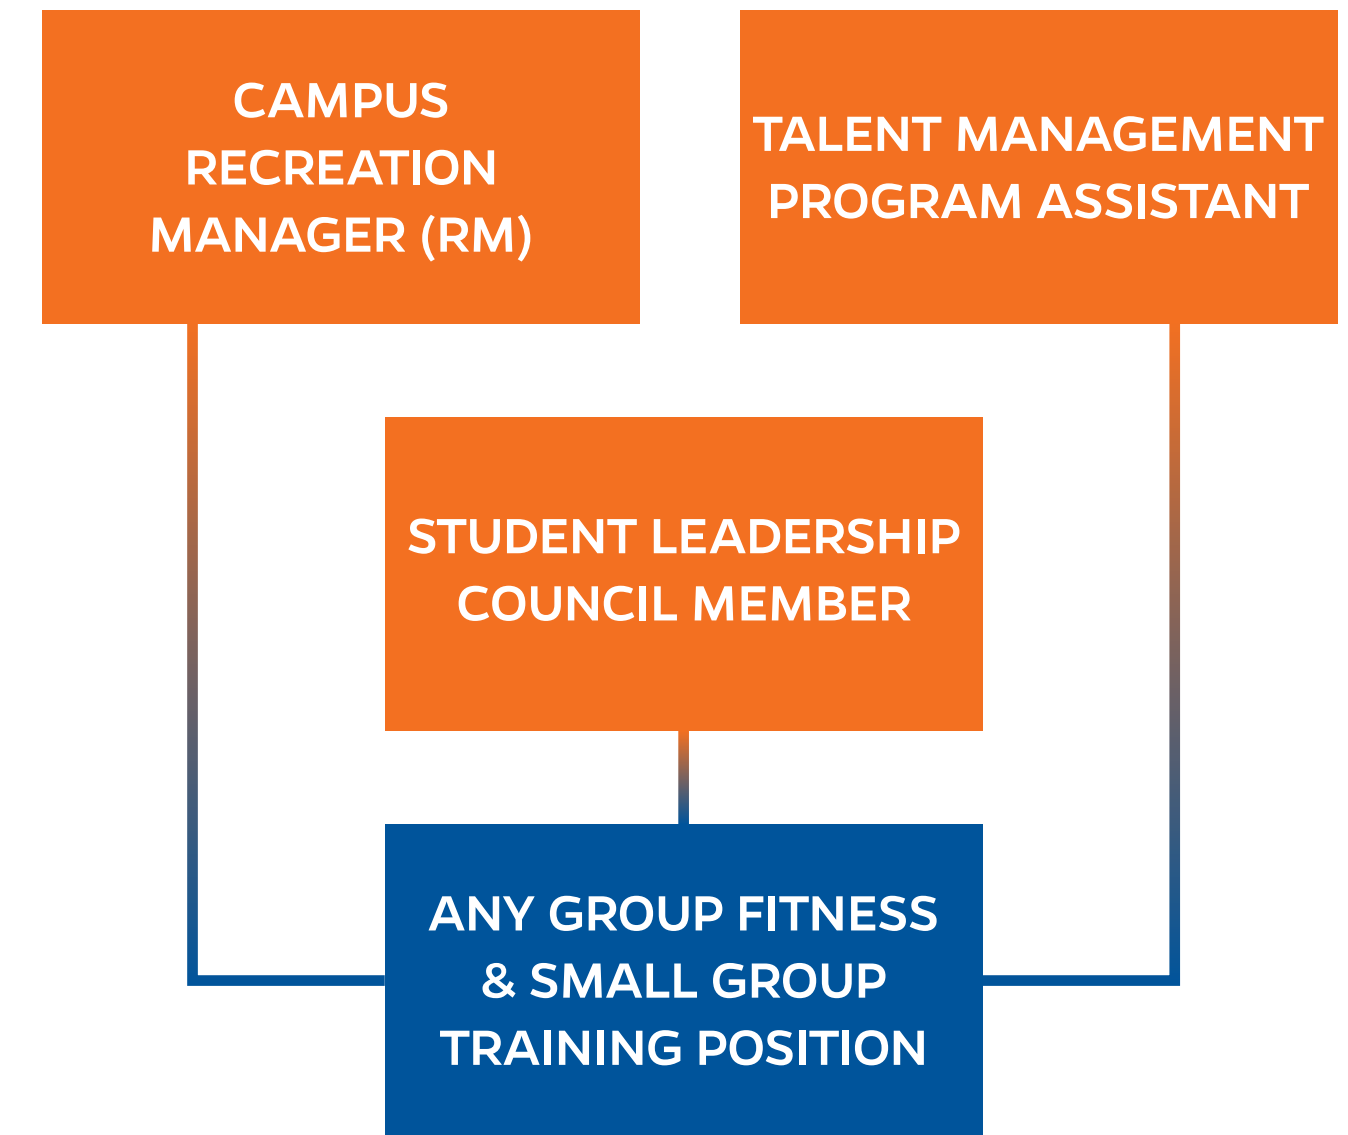 CAMPUS
RECREATION
MANAGER (RM)
TALENT MANAGEMENT
PROGRAM ASSISTANT
STUDENT LEADERSHIP
COUNCIL MEMBER
ANY GROUP FITNESS
& SMALL GROUP
TRAINING POSITION